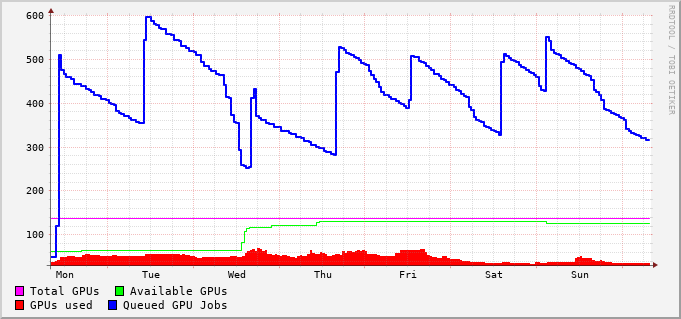 600
500
400
300
200
100
Mon Tue Wed Thu Fri Sat Sun
Total GPUs Available GPUs
GPUs used Queued GPU Jobs
RRDTOOL / TOBI OETIKER